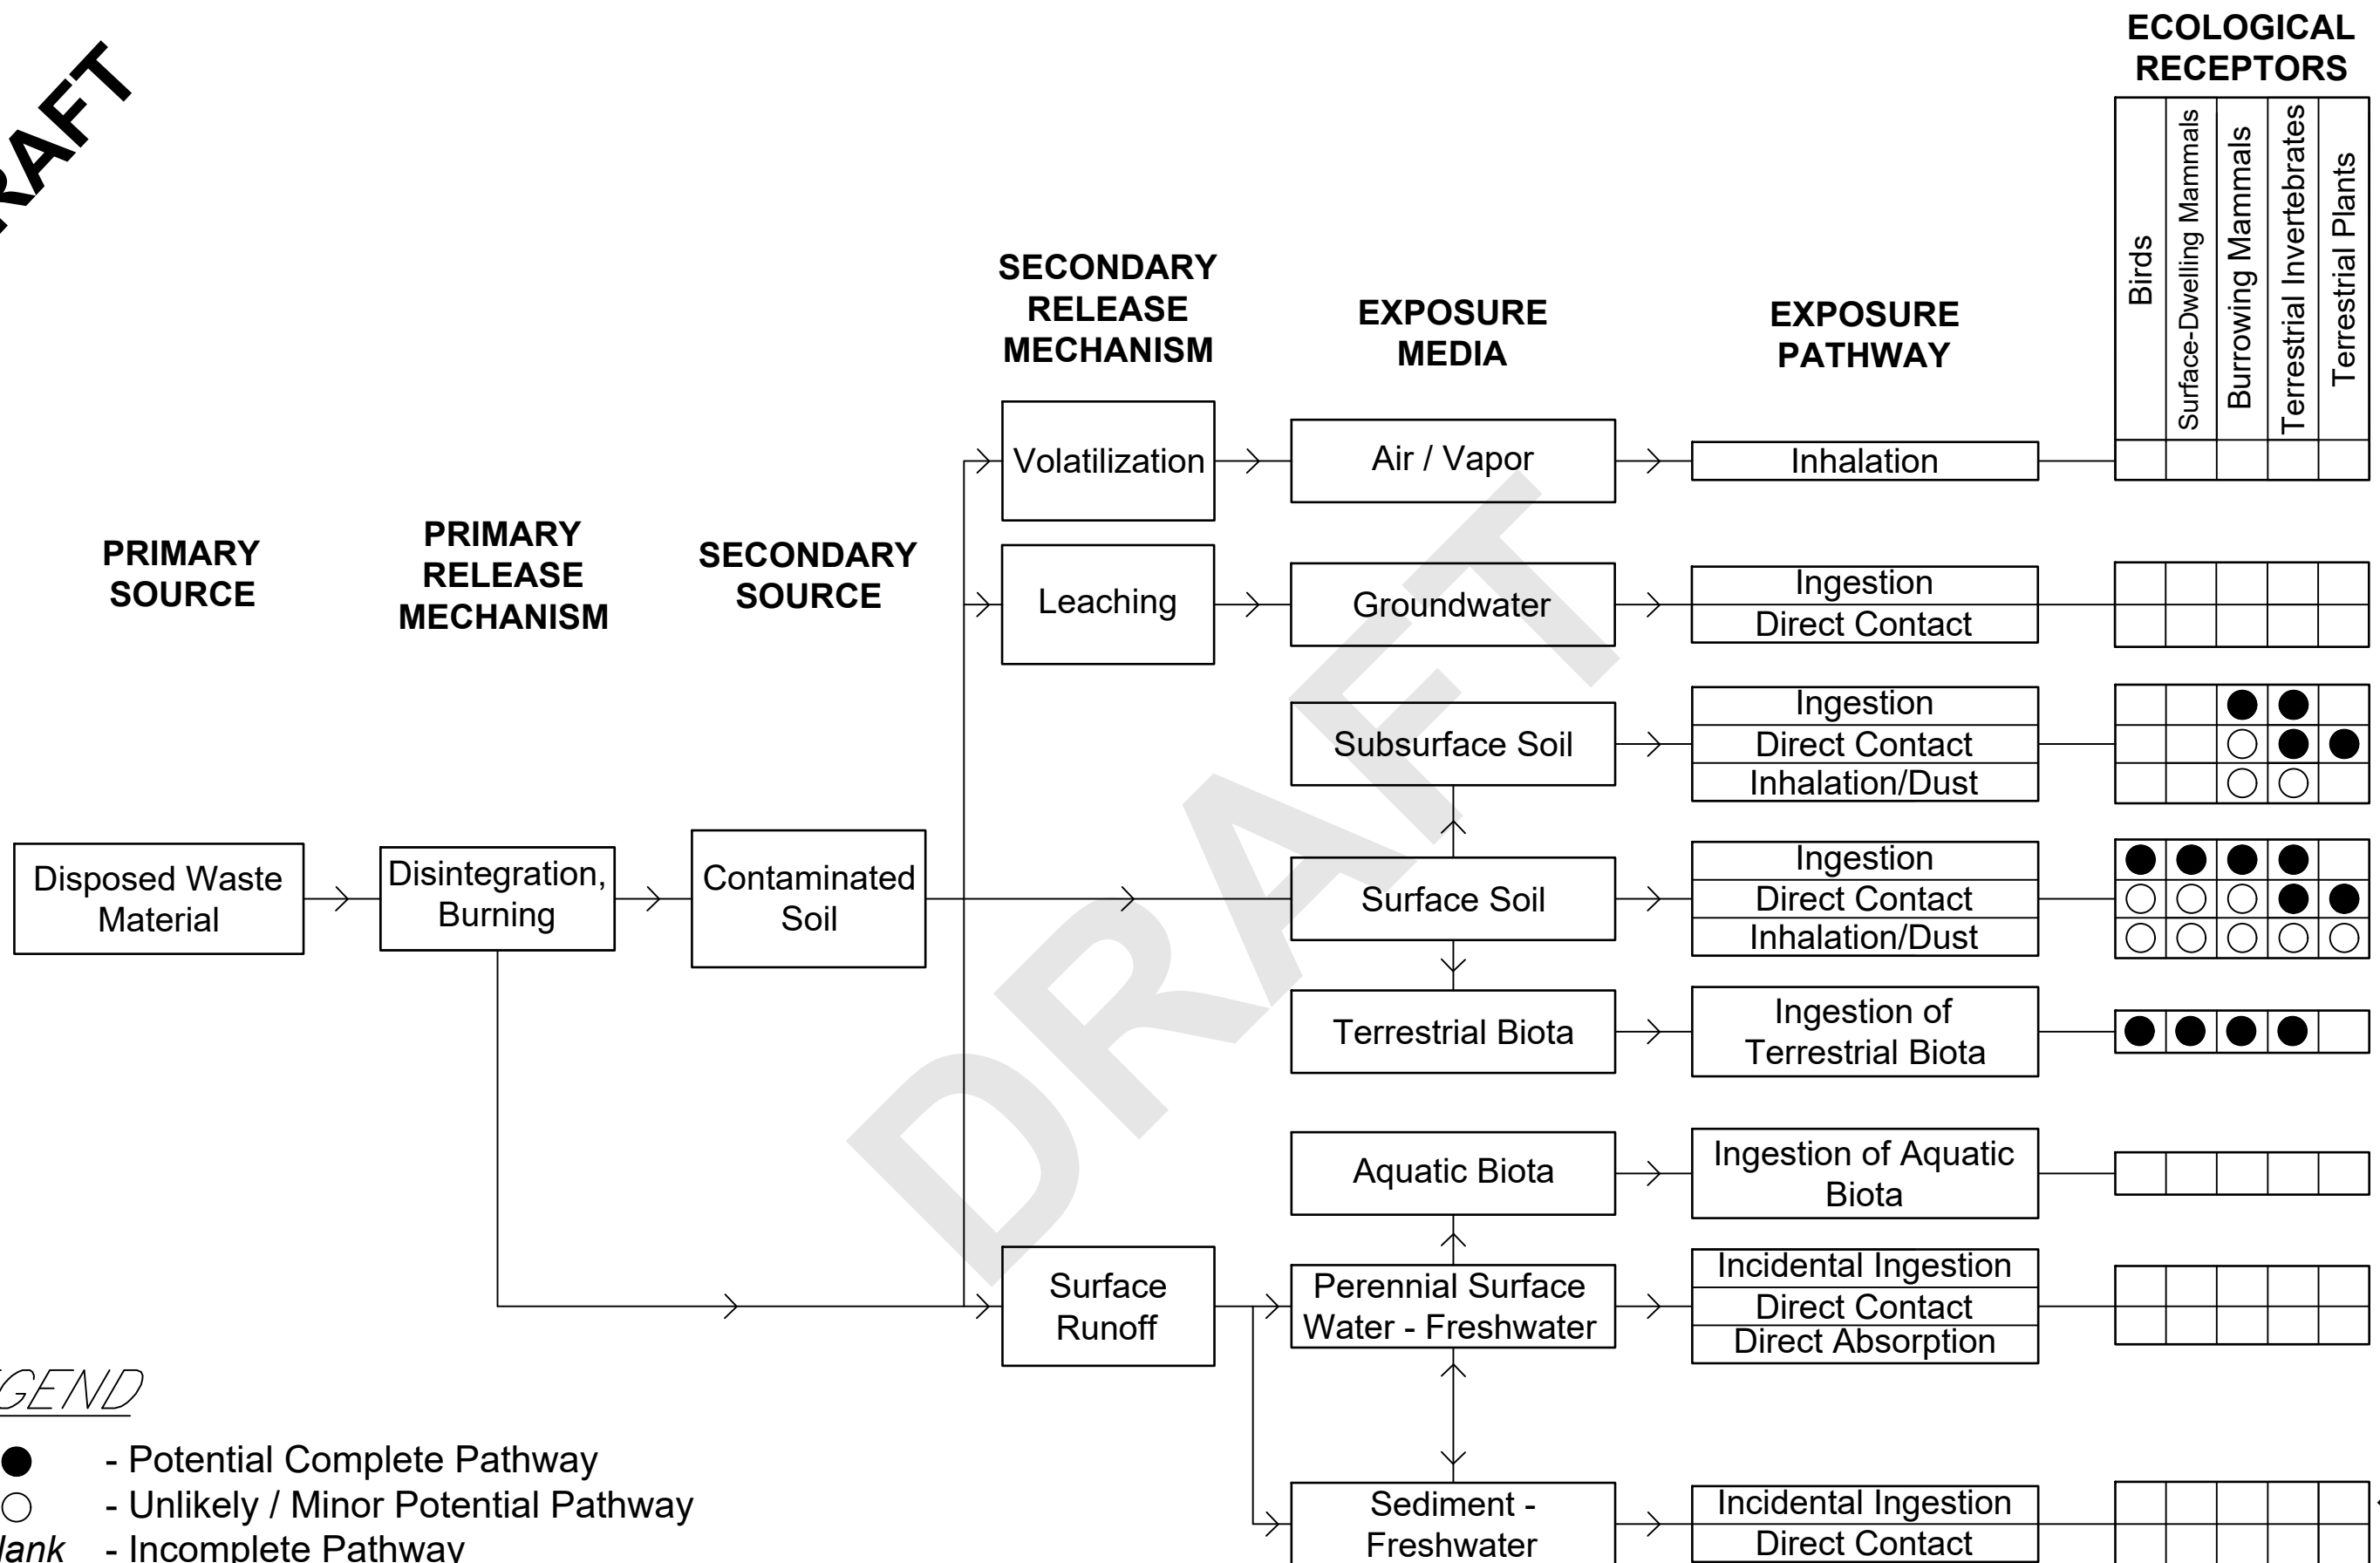 RAFT
ECOLOGICAL
RECEPTORS
Birds
Surface-Dwelling Mammals
Burrowing Mammals
Terrestrial Invertebrates
Terrestrial Plants
SECONDARY
RELEASE
MECHANISM
EXPOSURE
MEDIA
EXPOSURE
PATHWAY
PRIMARY
SOURCE
PRIMARY
RELEASE
MECHANISM
SECONDARY
SOURCE
Volatilization
Air / Vapor
Inhalation
Leaching
Groundwater
Ingestion
Direct Contact
Subsurface Soil
Ingestion
Direct Contact
Inhalation/Dust
Disposed Waste
Material
Disintegration,
Burning
Contaminated
Soil
Surface Soil
Ingestion
Direct Contact
Inhalation/Dust
Terrestrial Biota
Ingestion of
Terrestrial Biota
DRAFT
Aquatic Biota
Ingestion of Aquatic
Biota
Surface
Runoff
Perennial Surface
Water - Freshwater
Incidental Ingestion
Direct Contact
Direct Absorption
Sediment -
Freshwater
Incidental Ingestion
Direct Contact
GEND
- Potential Complete Pathway
- Unlikely / Minor Potential Pathway
lank - Incomplete Pathway